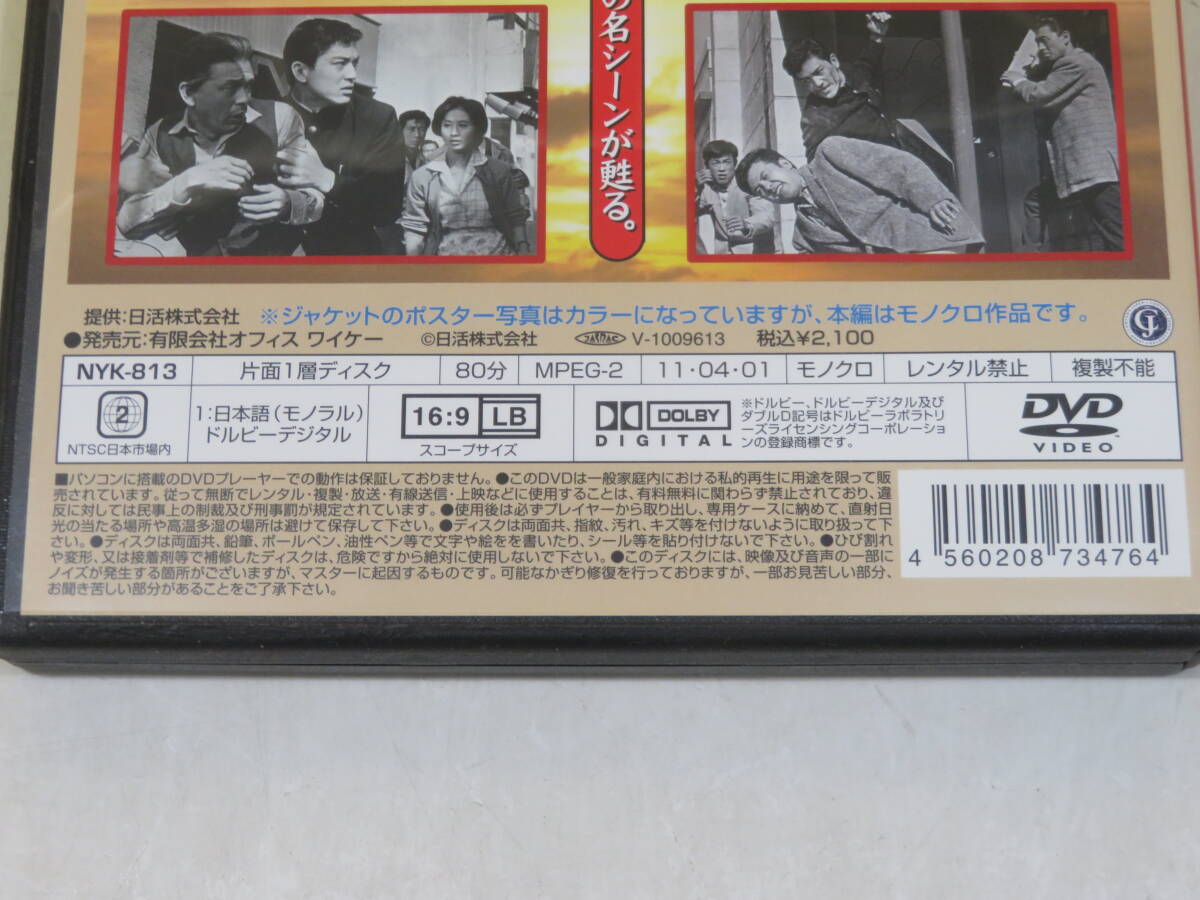 の名シーンが甦る。
提供:日活株式会社 ※ジャケットのポスター写真はカラーになっていますが、本編はモノクロ作品です。
●発売元:有限会社オフィス ワイケー ©日活株式会社 JASRAC V-1009613 税込¥2,100
NYK-813 片面1層ディスク 80分 MPEG-2 11・04・01 モノクロ レンタル禁止 複製不能
2
NTSC日本市場内
1:日本語(モノラル)
ドルビーデジタル
16:9 LB
スコープサイズ
DOLBY
DIGITAL
※ドルビー、ドルビーデジタル及び
ダブルD記号はドルビーラボラトリ
ーズライセンシングコーポレーショ
ンの登録商標です。
DVD
VIDEO
■パソコンに搭載のDVDプレーヤーでの動作は保証しておりません。●このDVDは一般家庭内における私的再生に用途を限って販
売されています。従って無断でレンタル・複製・放送・有線送信・上映などに使用することは、有料無料に関わらず禁止されており、違
反に対しては民事上の制裁及び刑事罰が規定されています。●使用後は必ずプレイヤーから取り出し、専用ケースに納めて、直射日
光の当たる場所や高温多湿の場所は避けて保存して下さい。●ディスクは両面共、指紋、汚れ、キズ等を付けないように取り扱って下
さい。●ディスクは両面共、鉛筆、ボールペン、油性ペン等で文字や絵をを書いたり、シール等を貼り付けないで下さい。●ひび割れ
や変形、又は接着剤等で補修したディスクは、危険ですから絶対に使用しないで下さい。●このディスクには、映像及び音声の一部に
ノイズが発生する箇所がございますが、マスターに起因するものです。可能なかぎり修復を行っておりますが、一部お見苦しい部分、
お聞き苦しい部分があることをご了承下さい。
4 560208 734764